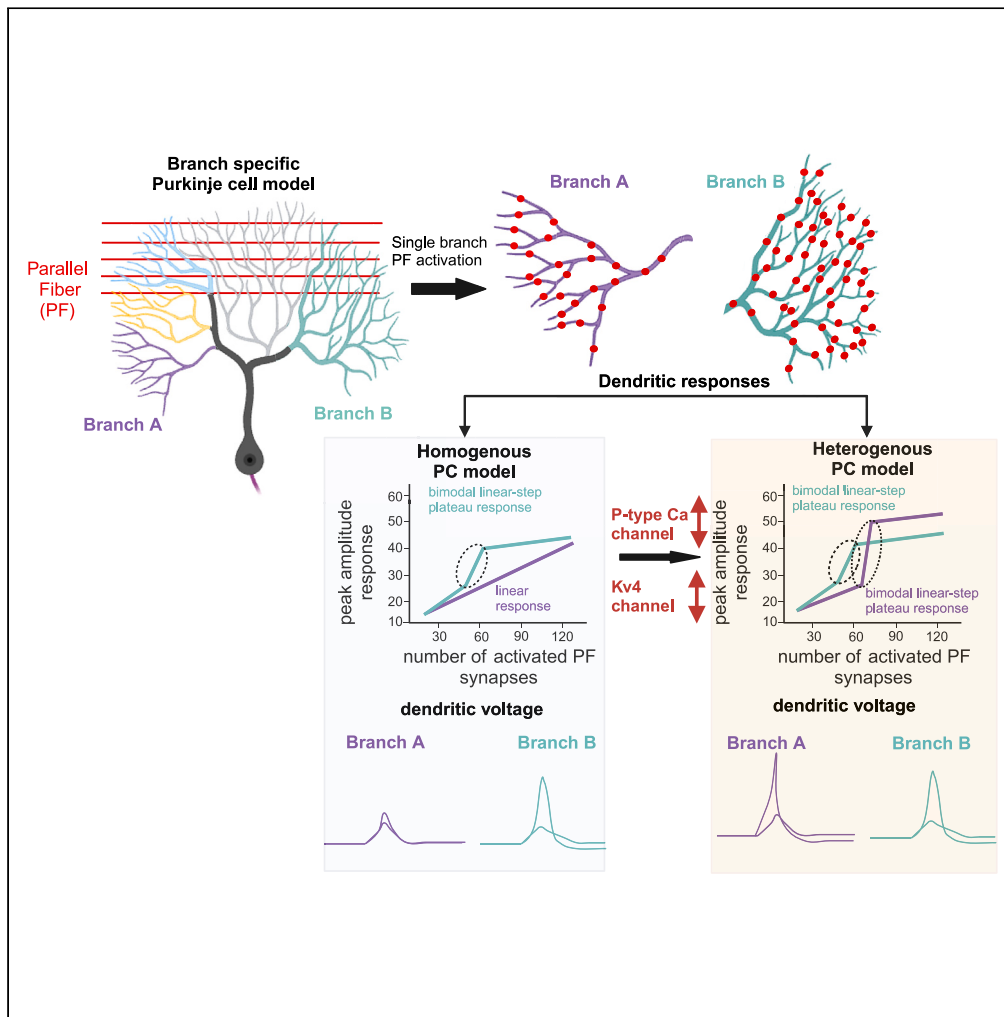 Branch specific
Purkinje cell model
Parallel
Fiber
(PF)
Branch A
Branch B
Single branch
PF activation
Branch A
Branch B
Dendritic responses
Homogenous
PC model
bimodal linear-step
plateau response
linear
response
peak amplitude
response
60
50
40
30
20
10
30
60
90
120
number of activated PF
synapses
dendritic voltage
Branch A
Branch B
P-type Ca
channel
Kv4
channel
Heterogenous
PC model
bimodal linear-step
plateau response
bimodal linear-step
plateau response
peak amplitude
response
60
50
40
30
20
10
30
60
90
120
number of activated PF
synapses
dendritic voltage
Branch A
Branch B